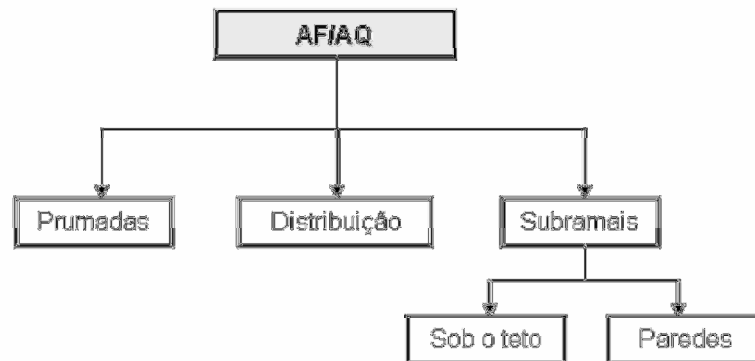 AF/AQ
Prumadas
Distribuição
Subramais
Sob o teto
Paredes